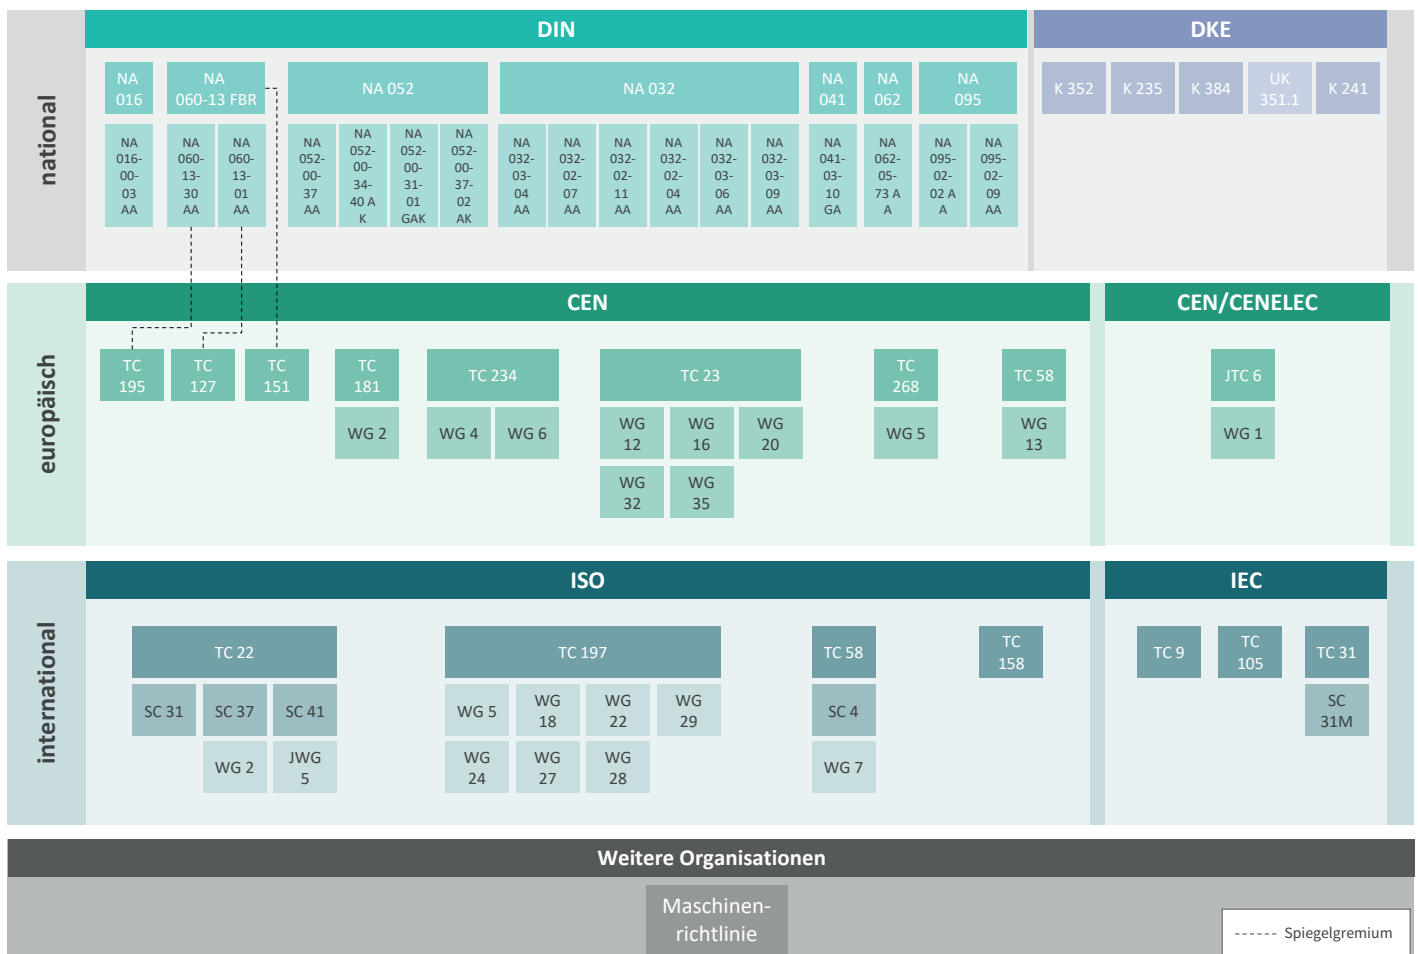 DIN
DKE
national
NA
016
NA
060-13 FBR
NA 052
NA 032
NA
041
NA
062
NA
095
K 352
K 235
K 384
UK
351.1
K 241
NA
016-
00-
03
AA
NA
060-
13-
30
AA
NA
060-
13-
01
AA
NA
052-
00-
37
AA
NA
052-
00-
34-
40 A
K
NA
052-
00-
31-
01
GAK
NA
052-
00-
37-
02
AK
NA
032-
03-
04
AA
NA
032-
02-
07
AA
NA
032-
02-
11
AA
NA
032-
02-
04
AA
NA
032-
03-
06
AA
NA
032-
03-
09
AA
NA
041-
03-
10
GA
NA
062-
05-
73 A
A
NA
095-
02-
02 A
A
NA
095-
02-
09
AA
CEN
CEN/CENELEC
europäisch
TC
195
TC
127
TC
151
TC
181
TC 234
TC 23
TC
268
TC 58
JTC 6
WG 2
WG 4
WG 6
WG
12
WG
16
WG
20
WG 5
WG
13
WG 1
WG
32
WG
35
ISO
IEC
international
TC 22
TC 197
TC 58
TC
158
TC 9
TC
105
TC 31
SC 31
SC 37
SC 41
WG 5
WG
18
WG
22
WG
29
SC 4
SC
31M
WG 2
JWG
5
WG
24
WG
27
WG
28
WG 7
Weitere Organisationen
Maschinen-
richtlinie
Spiegelgremium